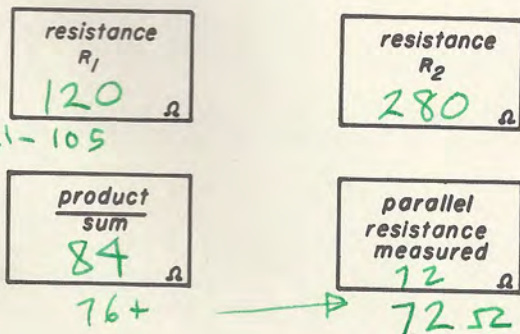 resistance
R1
120 Ω
resistance
R2
280 Ω
- 105
product
sum
84 Ω
76+
parallel
resistance
measured
72 Ω
72 Ω